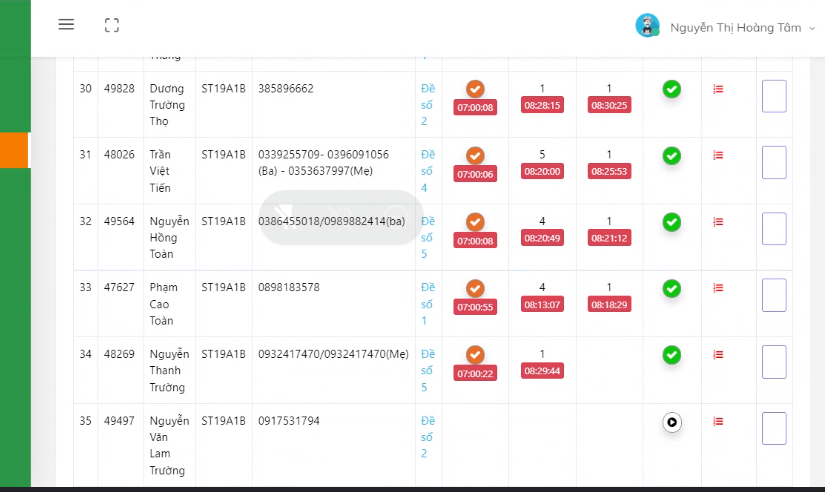 Nguyễn Thị Hoàng Tâm
30 49828 Dương ST19A1B 385896662 Đề 1 1
Trường số 07:00:08 08:28:15 08:30:25
Thọ 2
31 48026 Trần ST19A1B 0339255709- 0396091056 Đề 5 1
Việt (Ba) - 0353637997(Mẹ) số 07:00:06 08:20:00 08:25:53
Tiến 4
32 49564 Nguyễn ST19A1B 0386455018/0989882414(ba) Đề 4 1
Hồng số 07:00:08 08:20:49 08:21:12
Toàn 5
33 47627 Phạm ST19A1B 0898183578 Đề 4 1
Cao số 07:00:55 08:13:07 08:18:29
Toàn 1
34 48269 Nguyễn ST19A1B 0932417470/0932417470(Mẹ) Đề 1
Thanh số 07:00:22 08:29:44
Trường 5
35 49497 Nguyễn ST19A1B 0917531794 Đề
Văn số
Lam 2
Trường